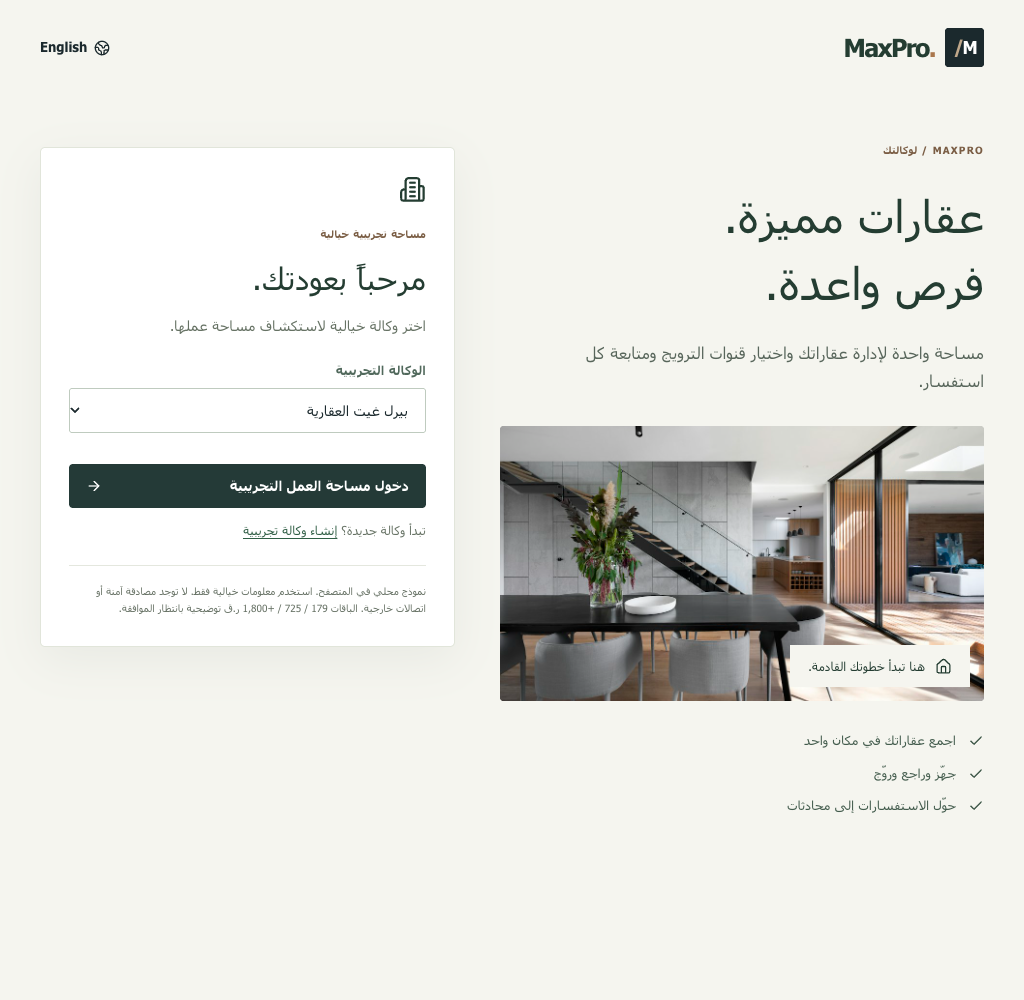 M/
MaxPro.
English
MAXPRO / لوكالتك
عقارات مميزة.
فرص واعدة.
مساحة واحدة لإدارة عقاراتك واختيار قنوات الترويج ومتابعة كل
استفسار.
هنا تبدأ خطوتك القادمة.
اجمع عقاراتك في مكان واحد
جهّز وراجع وروّج
حوّل الاستفسارات إلى محادثات
مساحة تجريبية خيالية
مرحباً بعودتك.
اختر وكالة خيالية لاستكشاف مساحة عملها.
الوكالة التجريبية
بيرل غيت العقارية
دخول مساحة العمل التجريبية
تبدأ وكالة جديدة؟ إنشاء وكالة تجريبية
نموذج محلي في المتصفح. استخدم معلومات خيالية فقط. لا توجد مصادقة آمنة أو
اتصالات خارجية. الباقات 179 / 725 / +1,800 ر.ق توضيحية بانتظار الموافقة.